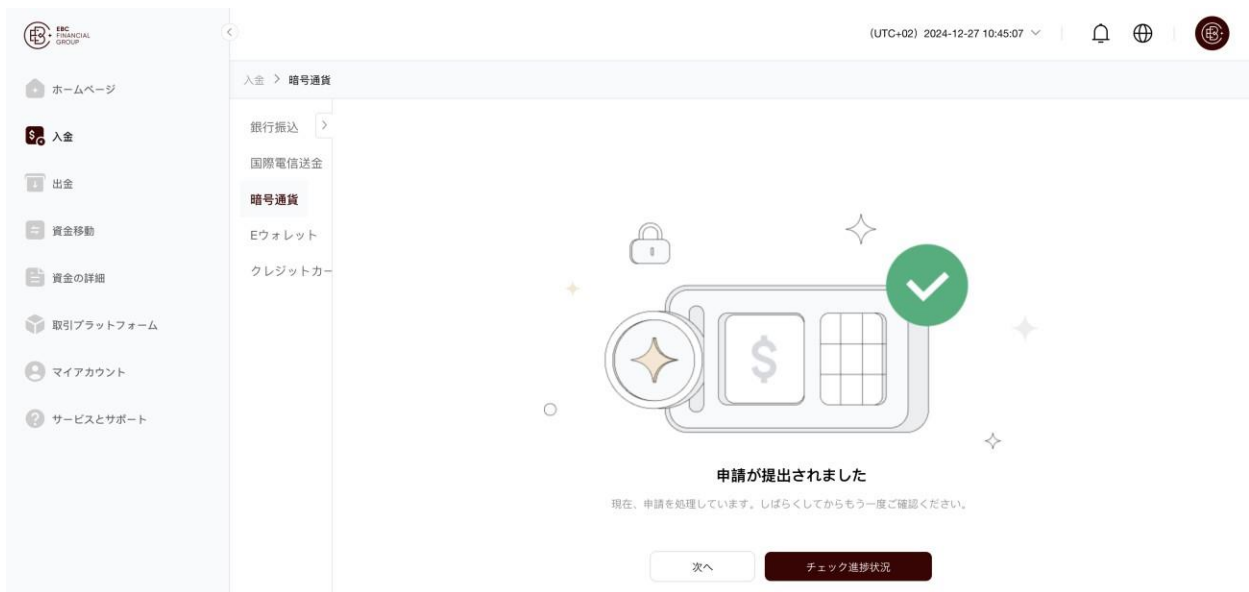 EBC
FINANCIAL
GROUP
(UTC+02) 2024-12-27 10:45:07
ホームページ
入金
出金
資金移動
資金の詳細
取引プラットフォーム
マイアカウント
サービスとサポート
入金 > 暗号通貨
銀行振込
国際電信送金
暗号通貨
Eウォレット
クレジットカー
$
申請が提出されました
現在、申請を処理しています。しばらくしてからもう一度ご確認ください。
次へ
チェック進捗状況